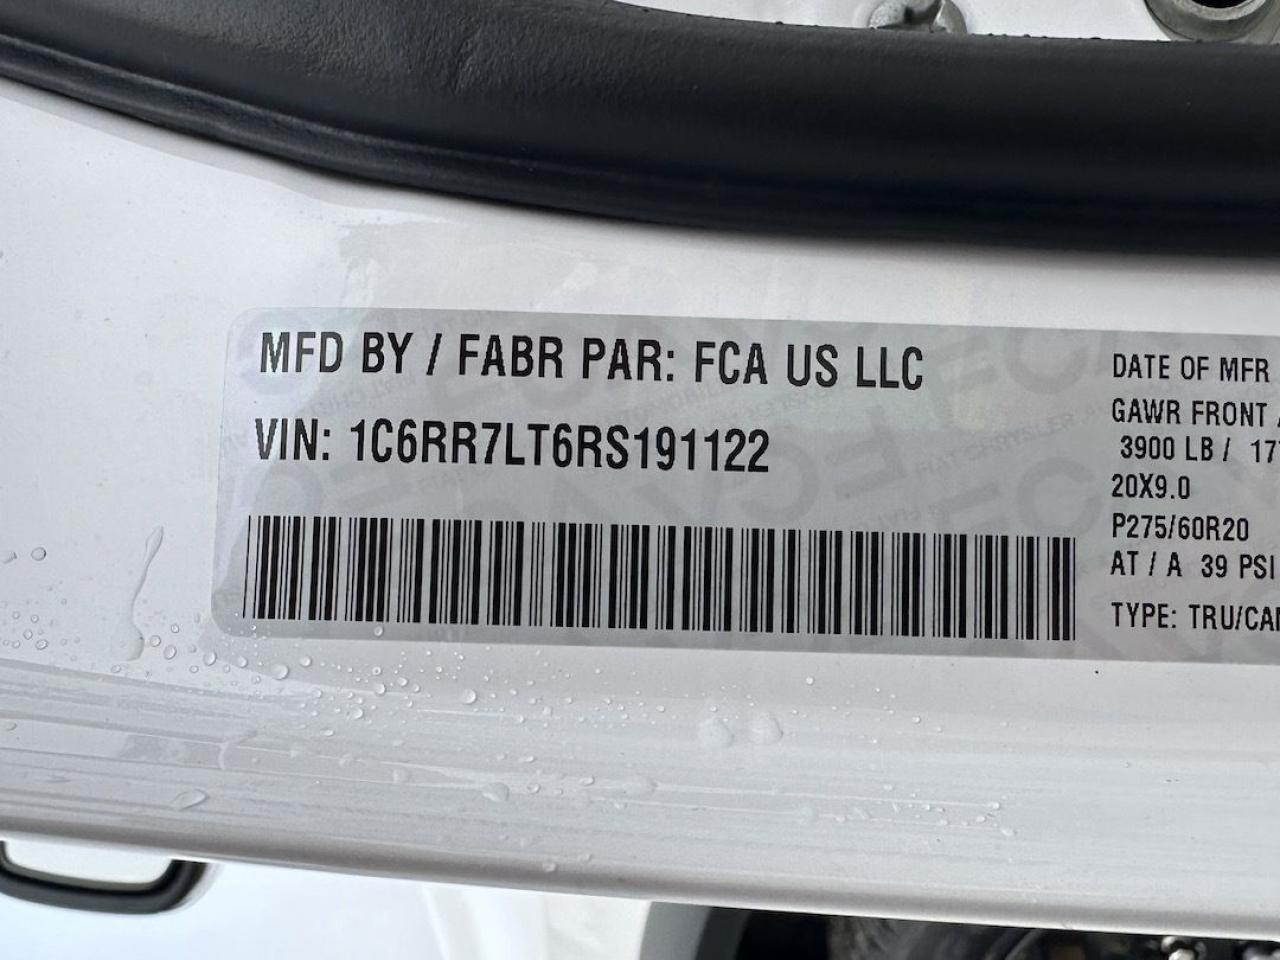 MFD BY / FABR PAR: FCA US LLC
VIN: 1C6RR7LT6RS191122
DATE OF MFR
GAWR FRONT
3900 LB / 17
20X9.0
P275/60R20
AT / A 39 PSI
TYPE: TRU/CA